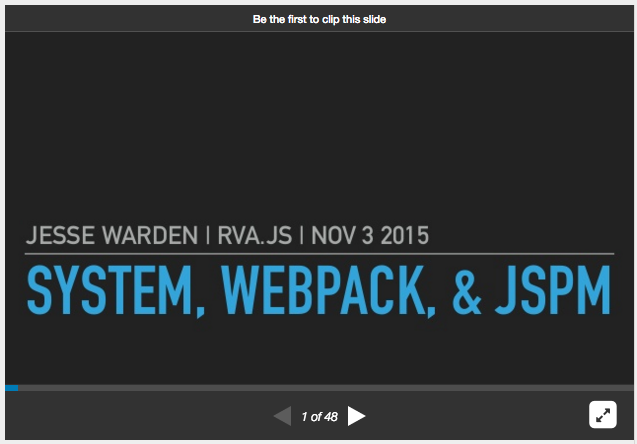 Be the first to clip this slide
JESSE WARDEN | RVA.JS | NOV 3 2015
SYSTEM, WEBPACK, & JSPM
1 of 48